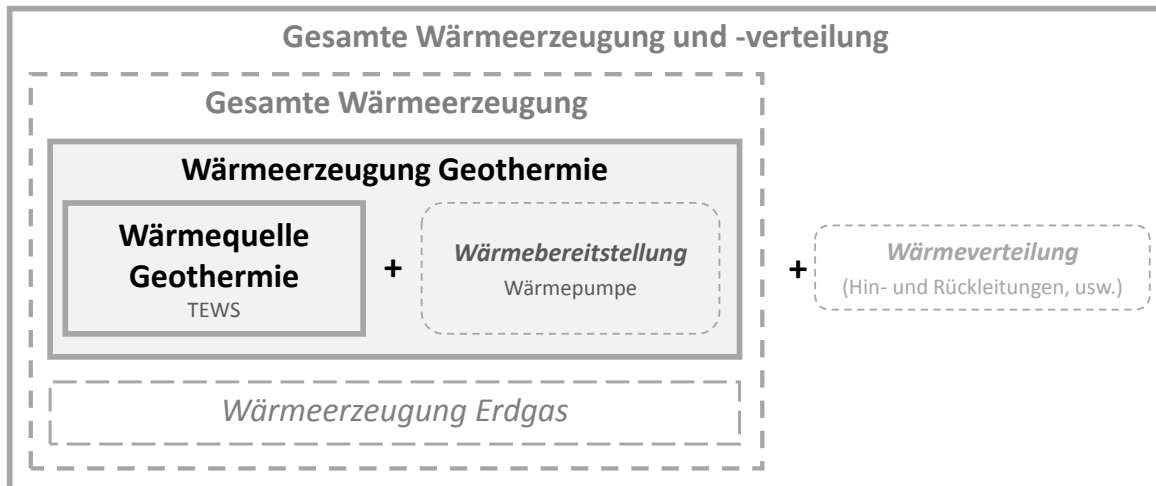 Gesamte Wärmeerzeugung und -verteilung
Gesamte Wärmeerzeugung
Wärmeerzeugung Geothermie
Wärmequelle
Geothermie
TEWS
+
Wärmebereitstellung
Wärmepumpe
+
Wärmeverteilung
(Hin- und Rückleitungen, usw.)
Wärmeerzeugung Erdgas